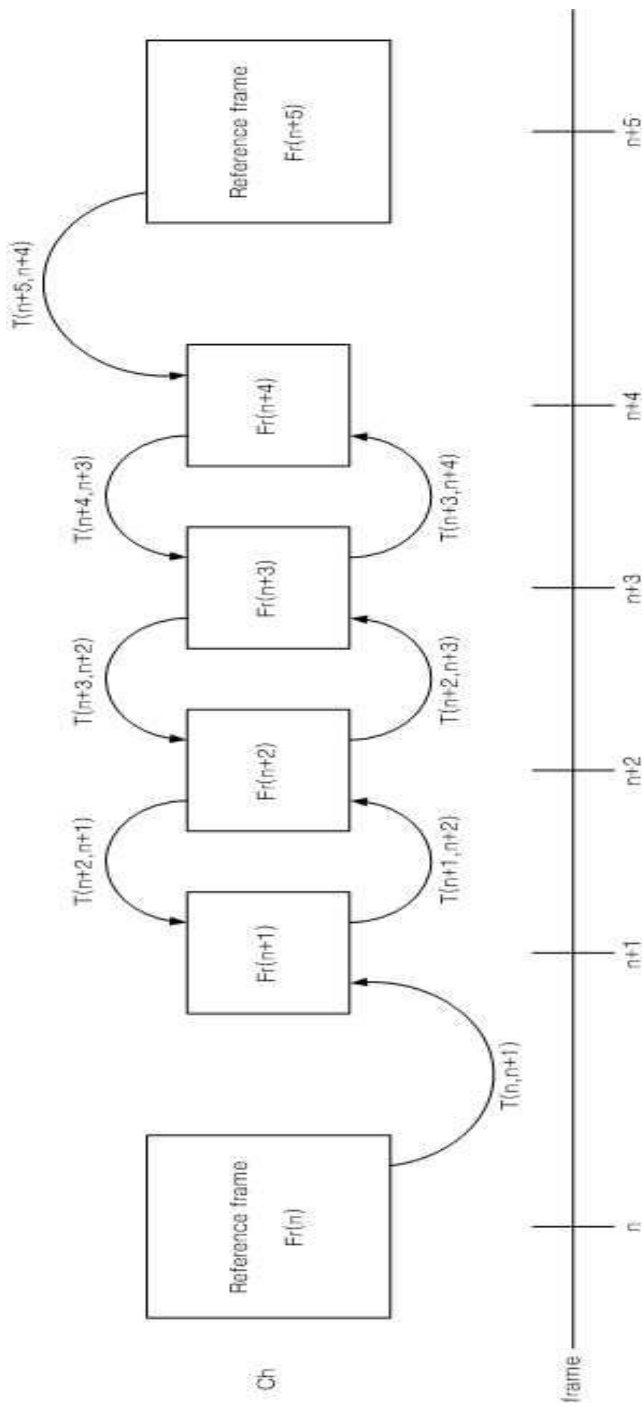 T(n+2,n+1)
T(n+3,n+2)
T(n+4,n+3)
T(n+5,n+4)
Ch
Reference frame
Fr(n)
Fr(n+1)
Fr(n+2)
Fr(n+3)
Fr(n+4)
Reference frame
Fr(n+5)
T(n,n+1)
T(n+1,n+2)
T(n+2,n+3)
T(n+3,n+4)
frame
n
n+1
n+2
n+3
n+4
n+5